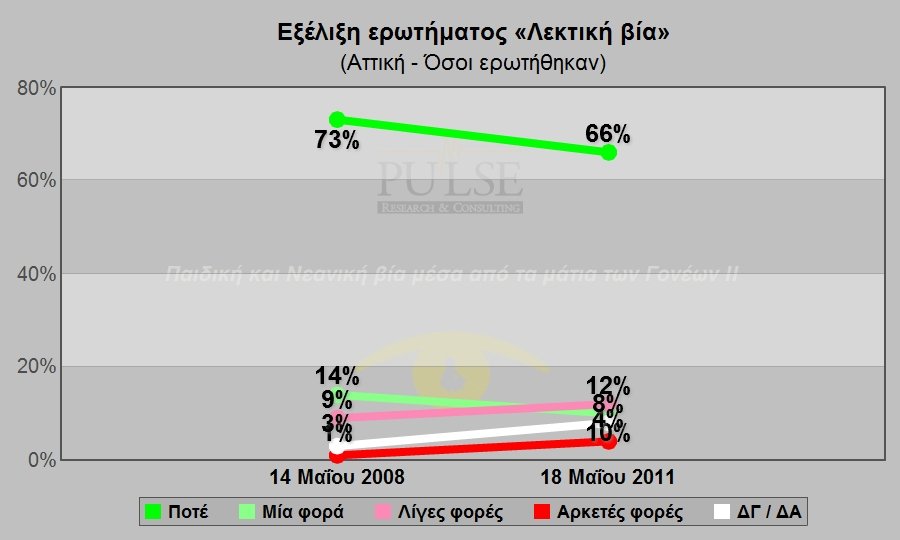 Εξέλιξη ερωτήματος «Λεκτική βία»
(Αττική - Όσοι ερωτήθηκαν)
80%
60%
40%
20%
0%
73%
66%
PULSE
RESEARCH & CONSULTING
Παιδική και Νεανική βία μέσα από τα μάτια των Γονέων ΙΙ
14%
9%
3%
1%
12%
8%
4%
10%
14 Μαΐου 2008
18 Μαΐου 2011
Ποτέ
Μία φορά
Λίγες φορές
Αρκετές φορές
ΔΓ / ΔΑ